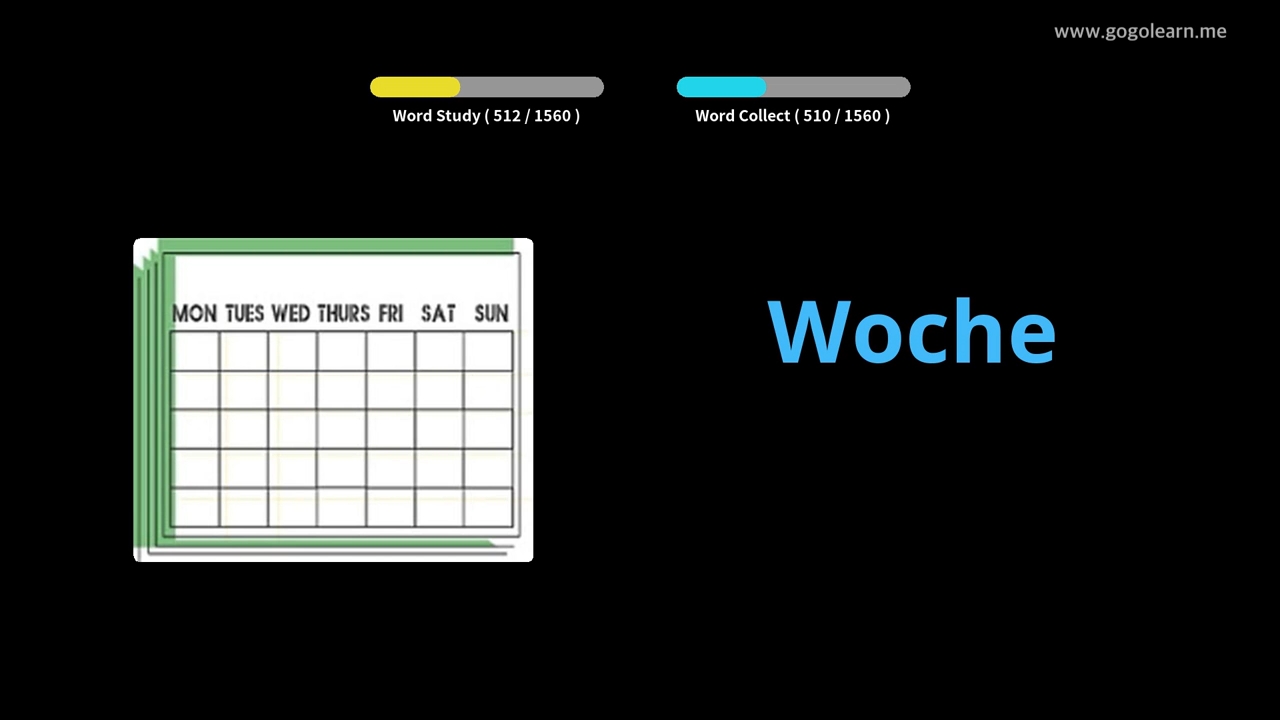 www.gogolearn.me
Word Study ( 512 / 1560 )
Word Collect ( 510 / 1560 )
MON TUES WED THURS FRI SAT SUN
Woche